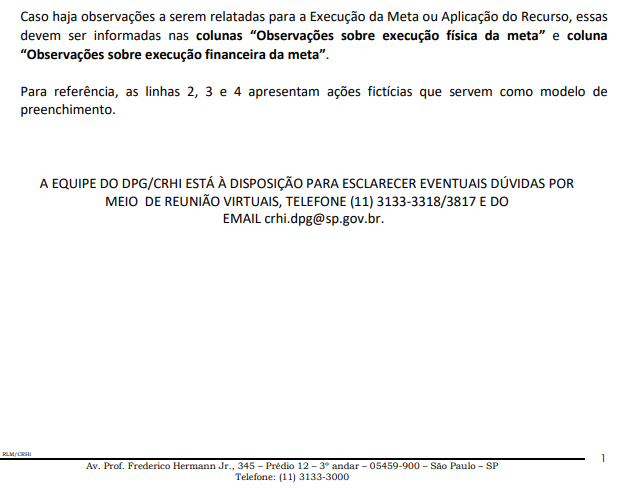 Caso haja observações a serem relatadas para a Execução da Meta ou Aplicação do Recurso, essas
devem ser informadas nas colunas “Observações sobre execução física da meta” e coluna
“Observações sobre execução financeira da meta”.
Para referência, as linhas 2, 3 e 4 apresentam ações fictícias que servem como modelo de
preenchimento.
A EQUIPE DO DPG/CRHI ESTÁ À DISPOSIÇÃO PARA ESCLARECER EVENTUAIS DÚVIDAS POR
MEIO DE REUNIÃO VIRTUAIS, TELEFONE (11) 3133-3318/3817 E DO
EMAIL crhi.dpg@sp.gov.br.
RLM/CRHi
1
Av. Prof. Frederico Hermann Jr., 345 – Prédio 12 – 3º andar – 05459-900 – São Paulo – SP
Telefone: (11) 3133-3000